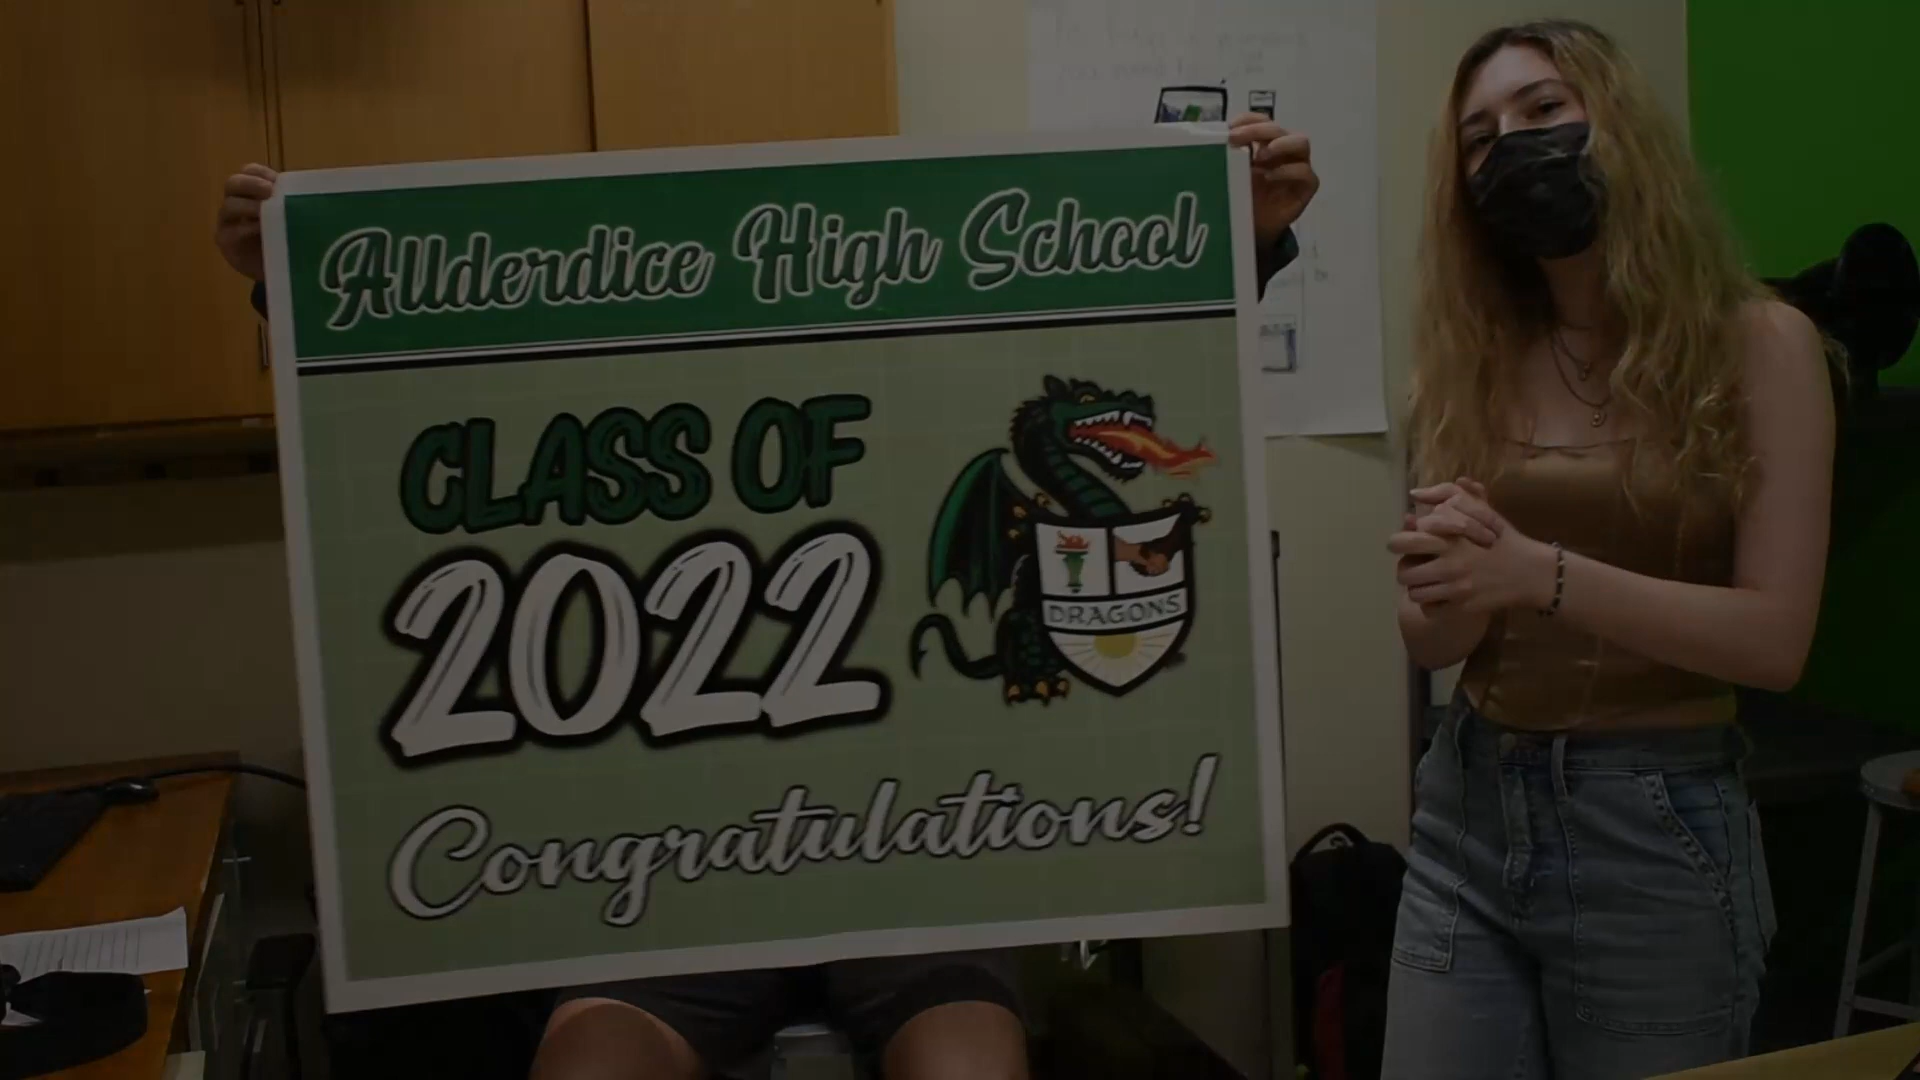 Allderdice High School
CLASS OF
2022
DRAGONS
Congratulations!